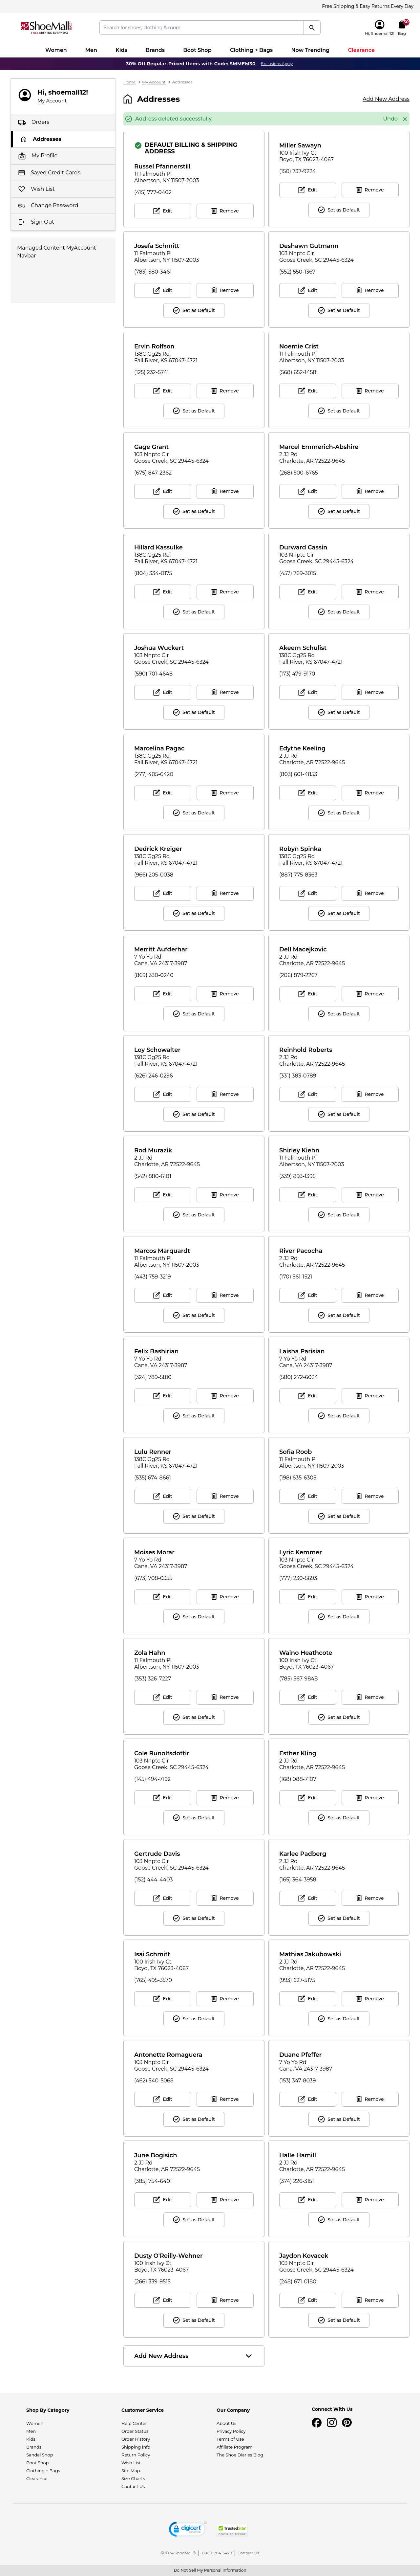 Free Shipping & Easy Returns Every Day
ShoeMall
FREE SHIPPING EVERY DAY
Search for shoes, clothing & more
Hi, shoemall12!
Bag
Women Men Kids Brands Boot Shop Clothing + Bags Now Trending Clearance
30% Off Regular-Priced Items with Code: SMMEM30 Exclusions Apply
Hi, shoemall12!
My Account
Orders
Addresses
My Profile
Saved Credit Cards
Wish List
Change Password
Sign Out
Managed Content MyAccount
Navbar
Home > My Account > Addresses
Addresses
Add New Address
Address deleted successfully
Undo
DEFAULT BILLING & SHIPPING
ADDRESS
Russel Pfannerstill
11 Falmouth Pl
Albertson, NY 11507-2003
(415) 777-0402
Edit Remove
Miller Sawayn
100 Irish Ivy Ct
Boyd, TX 76023-4067
(150) 737-9224
Edit Remove
Set as Default
Josefa Schmitt
11 Falmouth Pl
Albertson, NY 11507-2003
(783) 580-3461
Edit Remove
Set as Default
Deshawn Gutmann
103 Nnptc Cir
Goose Creek, SC 29445-6324
(552) 550-1367
Edit Remove
Set as Default
Ervin Rolfson
138C Gg25 Rd
Fall River, KS 67047-4721
(125) 232-5741
Edit Remove
Set as Default
Noemie Crist
11 Falmouth Pl
Albertson, NY 11507-2003
(568) 652-1458
Edit Remove
Set as Default
Gage Grant
103 Nnptc Cir
Goose Creek, SC 29445-6324
(675) 847-2362
Edit Remove
Set as Default
Marcel Emmerich-Abshire
2 JJ Rd
Charlotte, AR 72522-9645
(268) 500-6765
Edit Remove
Set as Default
Hillard Kassulke
138C Gg25 Rd
Fall River, KS 67047-4721
(804) 334-0175
Edit Remove
Set as Default
Durward Cassin
103 Nnptc Cir
Goose Creek, SC 29445-6324
(457) 769-3015
Edit Remove
Set as Default
Joshua Wuckert
103 Nnptc Cir
Goose Creek, SC 29445-6324
(590) 701-4648
Edit Remove
Set as Default
Akeem Schulist
138C Gg25 Rd
Fall River, KS 67047-4721
(173) 479-9170
Edit Remove
Set as Default
Marcelina Pagac
138C Gg25 Rd
Fall River, KS 67047-4721
(277) 405-6420
Edit Remove
Set as Default
Edythe Keeling
2 JJ Rd
Charlotte, AR 72522-9645
(803) 601-4853
Edit Remove
Set as Default
Dedrick Kreiger
138C Gg25 Rd
Fall River, KS 67047-4721
(966) 205-0038
Edit Remove
Set as Default
Robyn Spinka
138C Gg25 Rd
Fall River, KS 67047-4721
(887) 775-8363
Edit Remove
Set as Default
Merritt Aufderhar
7 Yo Yo Rd
Cana, VA 24317-3987
(869) 330-0240
Edit Remove
Set as Default
Dell Macejkovic
2 JJ Rd
Charlotte, AR 72522-9645
(206) 879-2267
Edit Remove
Set as Default
Loy Schowalter
138C Gg25 Rd
Fall River, KS 67047-4721
(626) 246-0296
Edit Remove
Set as Default
Reinhold Roberts
2 JJ Rd
Charlotte, AR 72522-9645
(331) 383-0789
Edit Remove
Set as Default
Rod Murazik
2 JJ Rd
Charlotte, AR 72522-9645
(542) 880-6101
Edit Remove
Set as Default
Shirley Kiehn
11 Falmouth Pl
Albertson, NY 11507-2003
(339) 893-1395
Edit Remove
Set as Default
Marcos Marquardt
11 Falmouth Pl
Albertson, NY 11507-2003
(443) 759-3219
Edit Remove
Set as Default
River Pacocha
2 JJ Rd
Charlotte, AR 72522-9645
(170) 561-1521
Edit Remove
Set as Default
Felix Bashirian
7 Yo Yo Rd
Cana, VA 24317-3987
(324) 789-5810
Edit Remove
Set as Default
Laisha Parisian
7 Yo Yo Rd
Cana, VA 24317-3987
(580) 272-6024
Edit Remove
Set as Default
Lulu Renner
138C Gg25 Rd
Fall River, KS 67047-4721
(535) 674-8661
Edit Remove
Set as Default
Sofia Roob
11 Falmouth Pl
Albertson, NY 11507-2003
(198) 635-6305
Edit Remove
Set as Default
Moises Morar
7 Yo Yo Rd
Cana, VA 24317-3987
(673) 708-0355
Edit Remove
Set as Default
Lyric Kemmer
103 Nnptc Cir
Goose Creek, SC 29445-6324
(777) 230-5693
Edit Remove
Set as Default
Zola Hahn
11 Falmouth Pl
Albertson, NY 11507-2003
(353) 326-7227
Edit Remove
Set as Default
Waino Heathcote
100 Irish Ivy Ct
Boyd, TX 76023-4067
(785) 567-9848
Edit Remove
Set as Default
Cole Runolfsdottir
103 Nnptc Cir
Goose Creek, SC 29445-6324
(145) 494-7192
Edit Remove
Set as Default
Esther Kling
2 JJ Rd
Charlotte, AR 72522-9645
(168) 088-7107
Edit Remove
Set as Default
Gertrude Davis
103 Nnptc Cir
Goose Creek, SC 29445-6324
(152) 444-4403
Edit Remove
Set as Default
Karlee Padberg
2 JJ Rd
Charlotte, AR 72522-9645
(165) 364-3958
Edit Remove
Set as Default
Isai Schmitt
100 Irish Ivy Ct
Boyd, TX 76023-4067
(765) 495-3570
Edit Remove
Set as Default
Mathias Jakubowski
2 JJ Rd
Charlotte, AR 72522-9645
(993) 627-5175
Edit Remove
Set as Default
Antonette Romaguera
103 Nnptc Cir
Goose Creek, SC 29445-6324
(462) 540-5068
Edit Remove
Set as Default
Duane Pfeffer
7 Yo Yo Rd
Cana, VA 24317-3987
(153) 347-8039
Edit Remove
Set as Default
June Bogisich
2 JJ Rd
Charlotte, AR 72522-9645
(385) 754-6401
Edit Remove
Set as Default
Halle Hamill
2 JJ Rd
Charlotte, AR 72522-9645
(374) 226-3151
Edit Remove
Set as Default
Dusty O'Reilly-Wehner
100 Irish Ivy Ct
Boyd, TX 76023-4067
(266) 339-9515
Edit Remove
Set as Default
Jaydon Kovacek
103 Nnptc Cir
Goose Creek, SC 29445-6324
(248) 671-0180
Edit Remove
Set as Default
Add New Address
Shop By Category
Women
Men
Kids
Brands
Sandal Shop
Boot Shop
Clothing + Bags
Clearance
Customer Service
Help Center
Order Status
Order History
Shipping Info
Return Policy
Wish List
Site Map
Size Charts
Contact Us
Our Company
About Us
Privacy Policy
Terms of Use
Affiliate Program
The Shoe Diaries Blog
Connect With Us
digicert
TrustedSite
CERTIFIED SECURE
©2024 ShoeMall® | 1-800-704-5478 | Contact Us
Do Not Sell My Personal Information